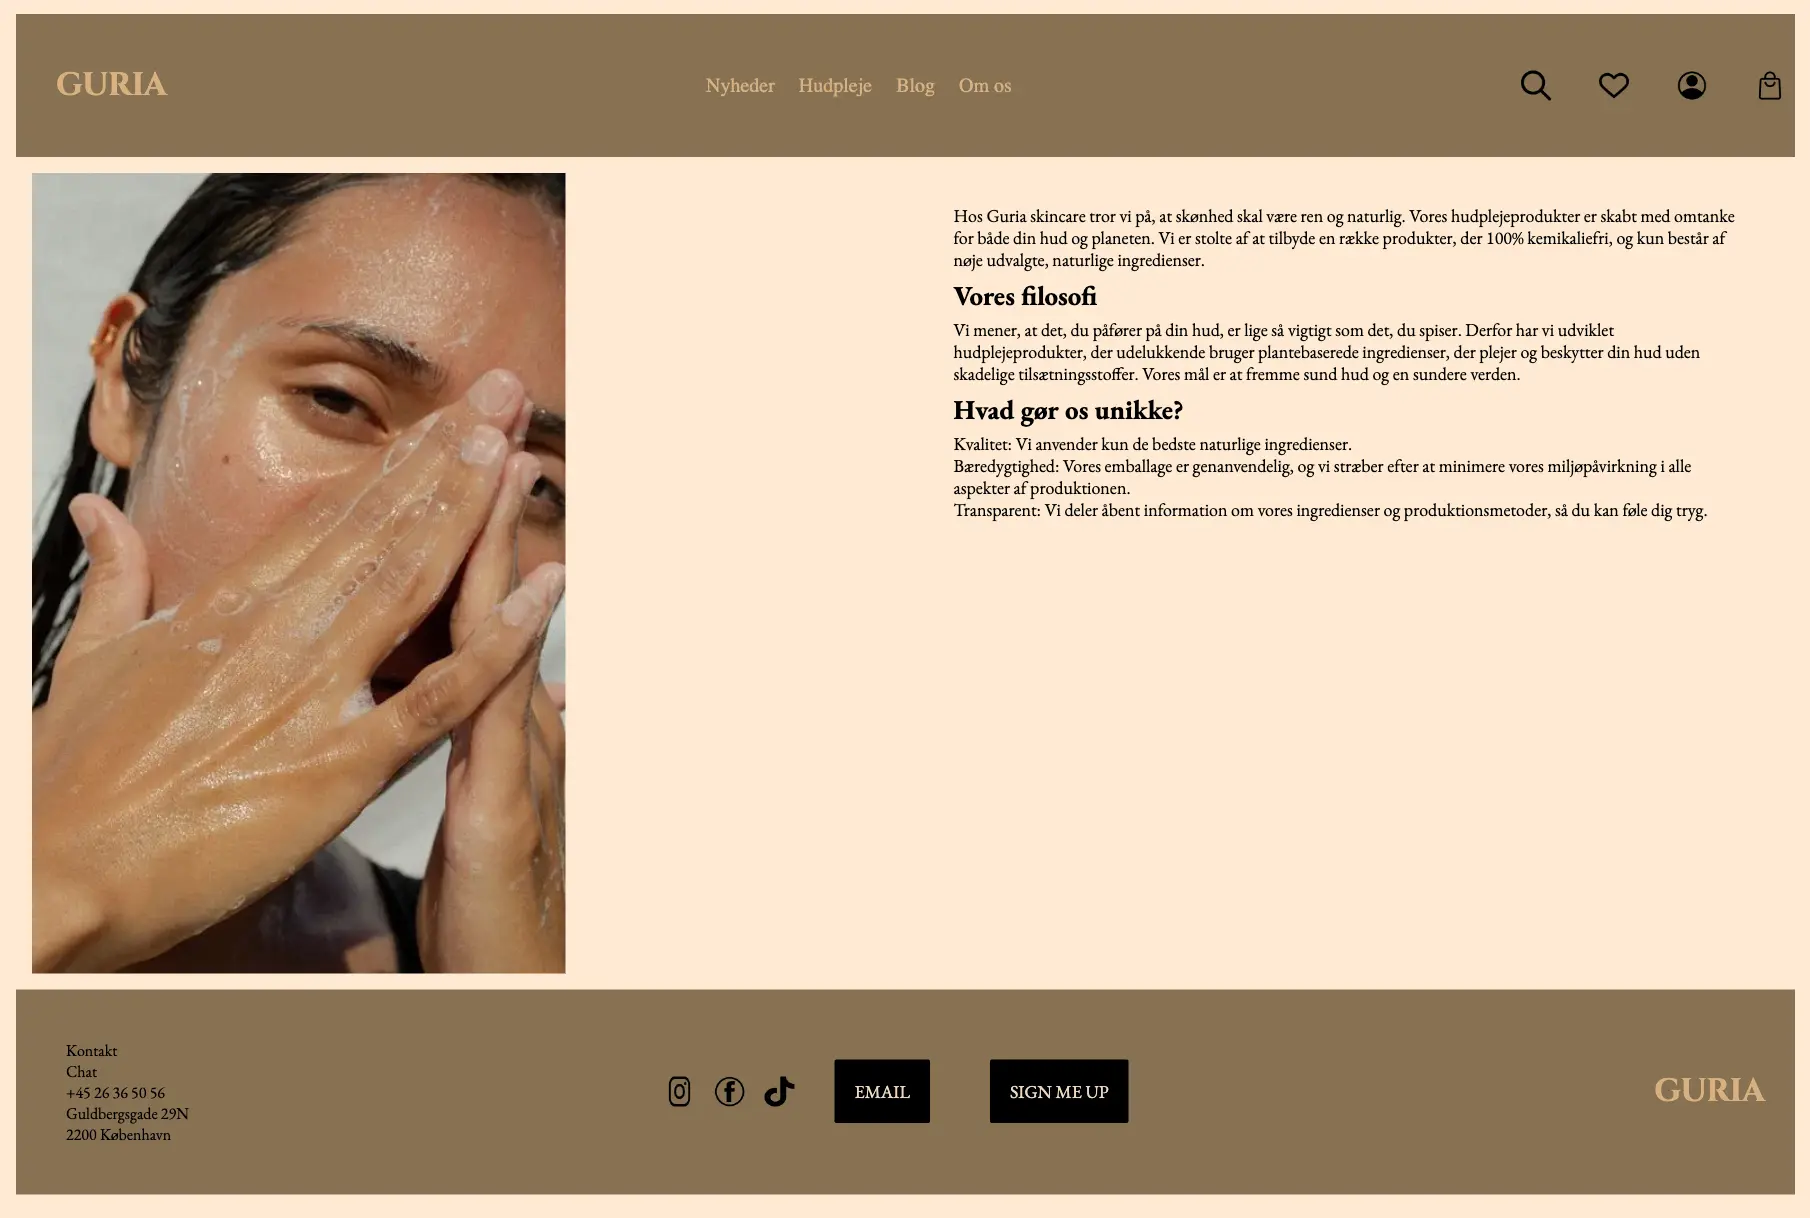 GURIA
Nyheder Hudpleje Blog Om os
Hos Guria skincare tror vi på, at skønhed skal være ren og naturlig. Vores hudplejeprodukter er skabt med omtanke
for både din hud og planeten. Vi er stolte af at tilbyde en række produkter, der 100% kemikaliefri, og kun består af
nøje udvalgte, naturlige ingredienser.
Vores filosofi
Vi mener, at det, du påfører på din hud, er lige så vigtigt som det, du spiser. Derfor har vi udviklet
hudplejeprodukter, der udelukkende bruger plantebaserede ingredienser, der plejer og beskytter din hud uden
skadelige tilsætningsstoffer. Vores mål er at fremme sund hud og en sundere verden.
Hvad gør os unikke?
Kvalitet: Vi anvender kun de bedste naturlige ingredienser.
Bæredygtighed: Vores emballage er genanvendelig, og vi stræber efter at minimere vores miljøpåvirkning i alle
aspekter af produktionen.
Transparent: Vi deler åbent information om vores ingredienser og produktionsmetoder, så du kan føle dig tryg.
Kontakt
Chat
+45 26 36 50 56
Guldbergsgade 29N
2200 København
EMAIL
SIGN ME UP
GURIA